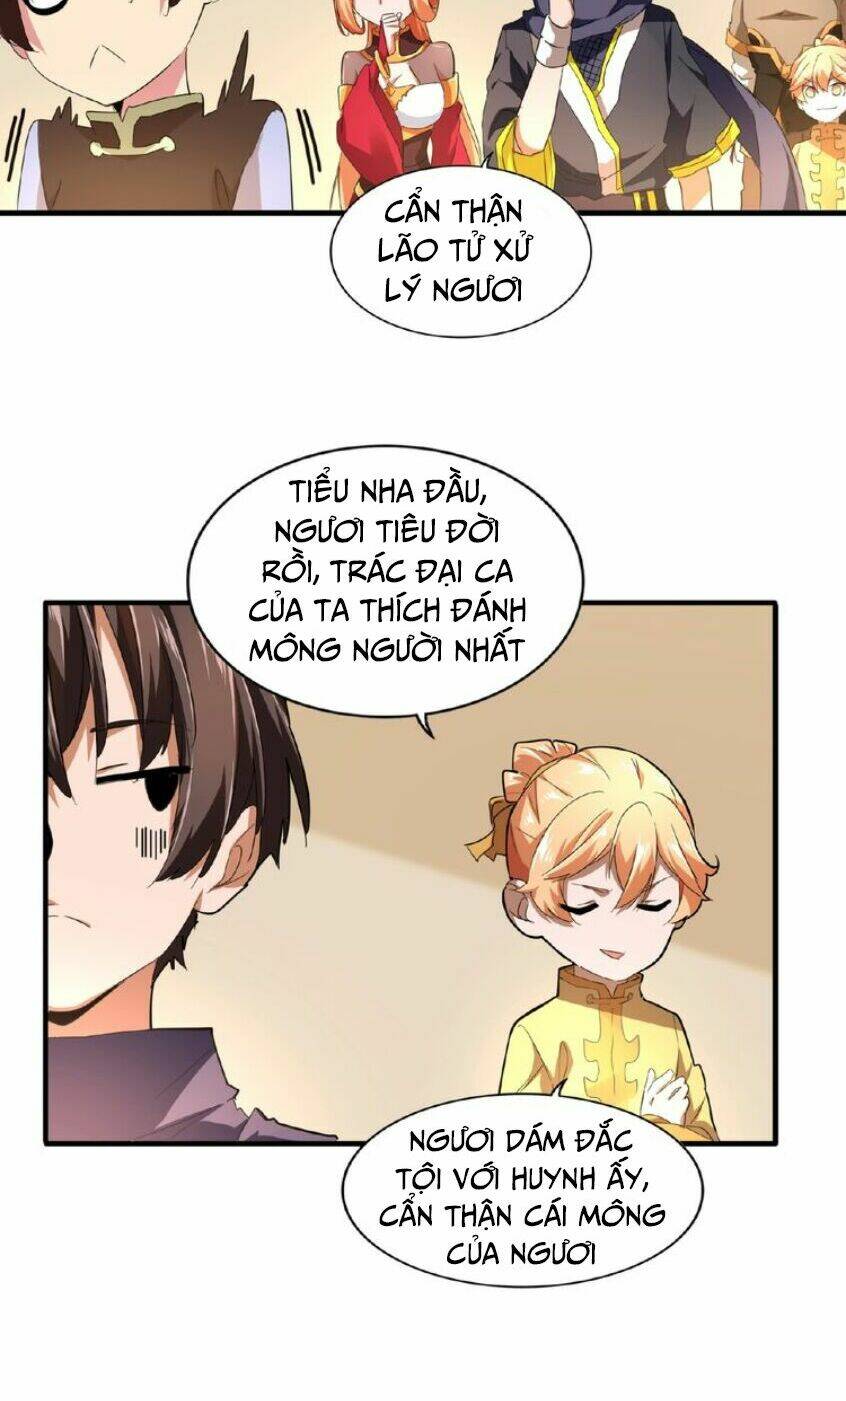 CẨN THẬN
LÃO TỬ XỬ
LÝ NGƯƠI
TIỂU NHA ĐẦU,
NGƯƠI TIÊU ĐỜI
RỒI, TRÁC ĐẠI CA
CỦA TA THÍCH ĐÁNH
MÔNG NGƯỜI NHẤT
NGƯƠI DÁM ĐẮC
TỘI VỚI HUYNH ẤY,
CẨN THẬN CÁI MÔNG
CỦA NGƯƠI